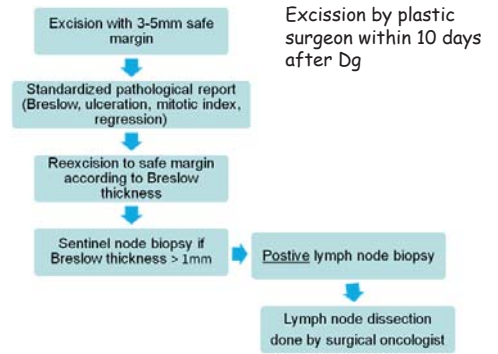 Excision with 3-5mm safe
margin
Excission by plastic
surgeon within 10 days
after Dg
Standardized pathological report
(Breslow, ulceration, mitotic index,
regression)
Reexcision to safe margin
according to Breslow
thickness
Sentinel node biopsy if
Breslow thickness > 1mm
Postive lymph node biopsy
Lymph node dissection
done by surgical oncologist